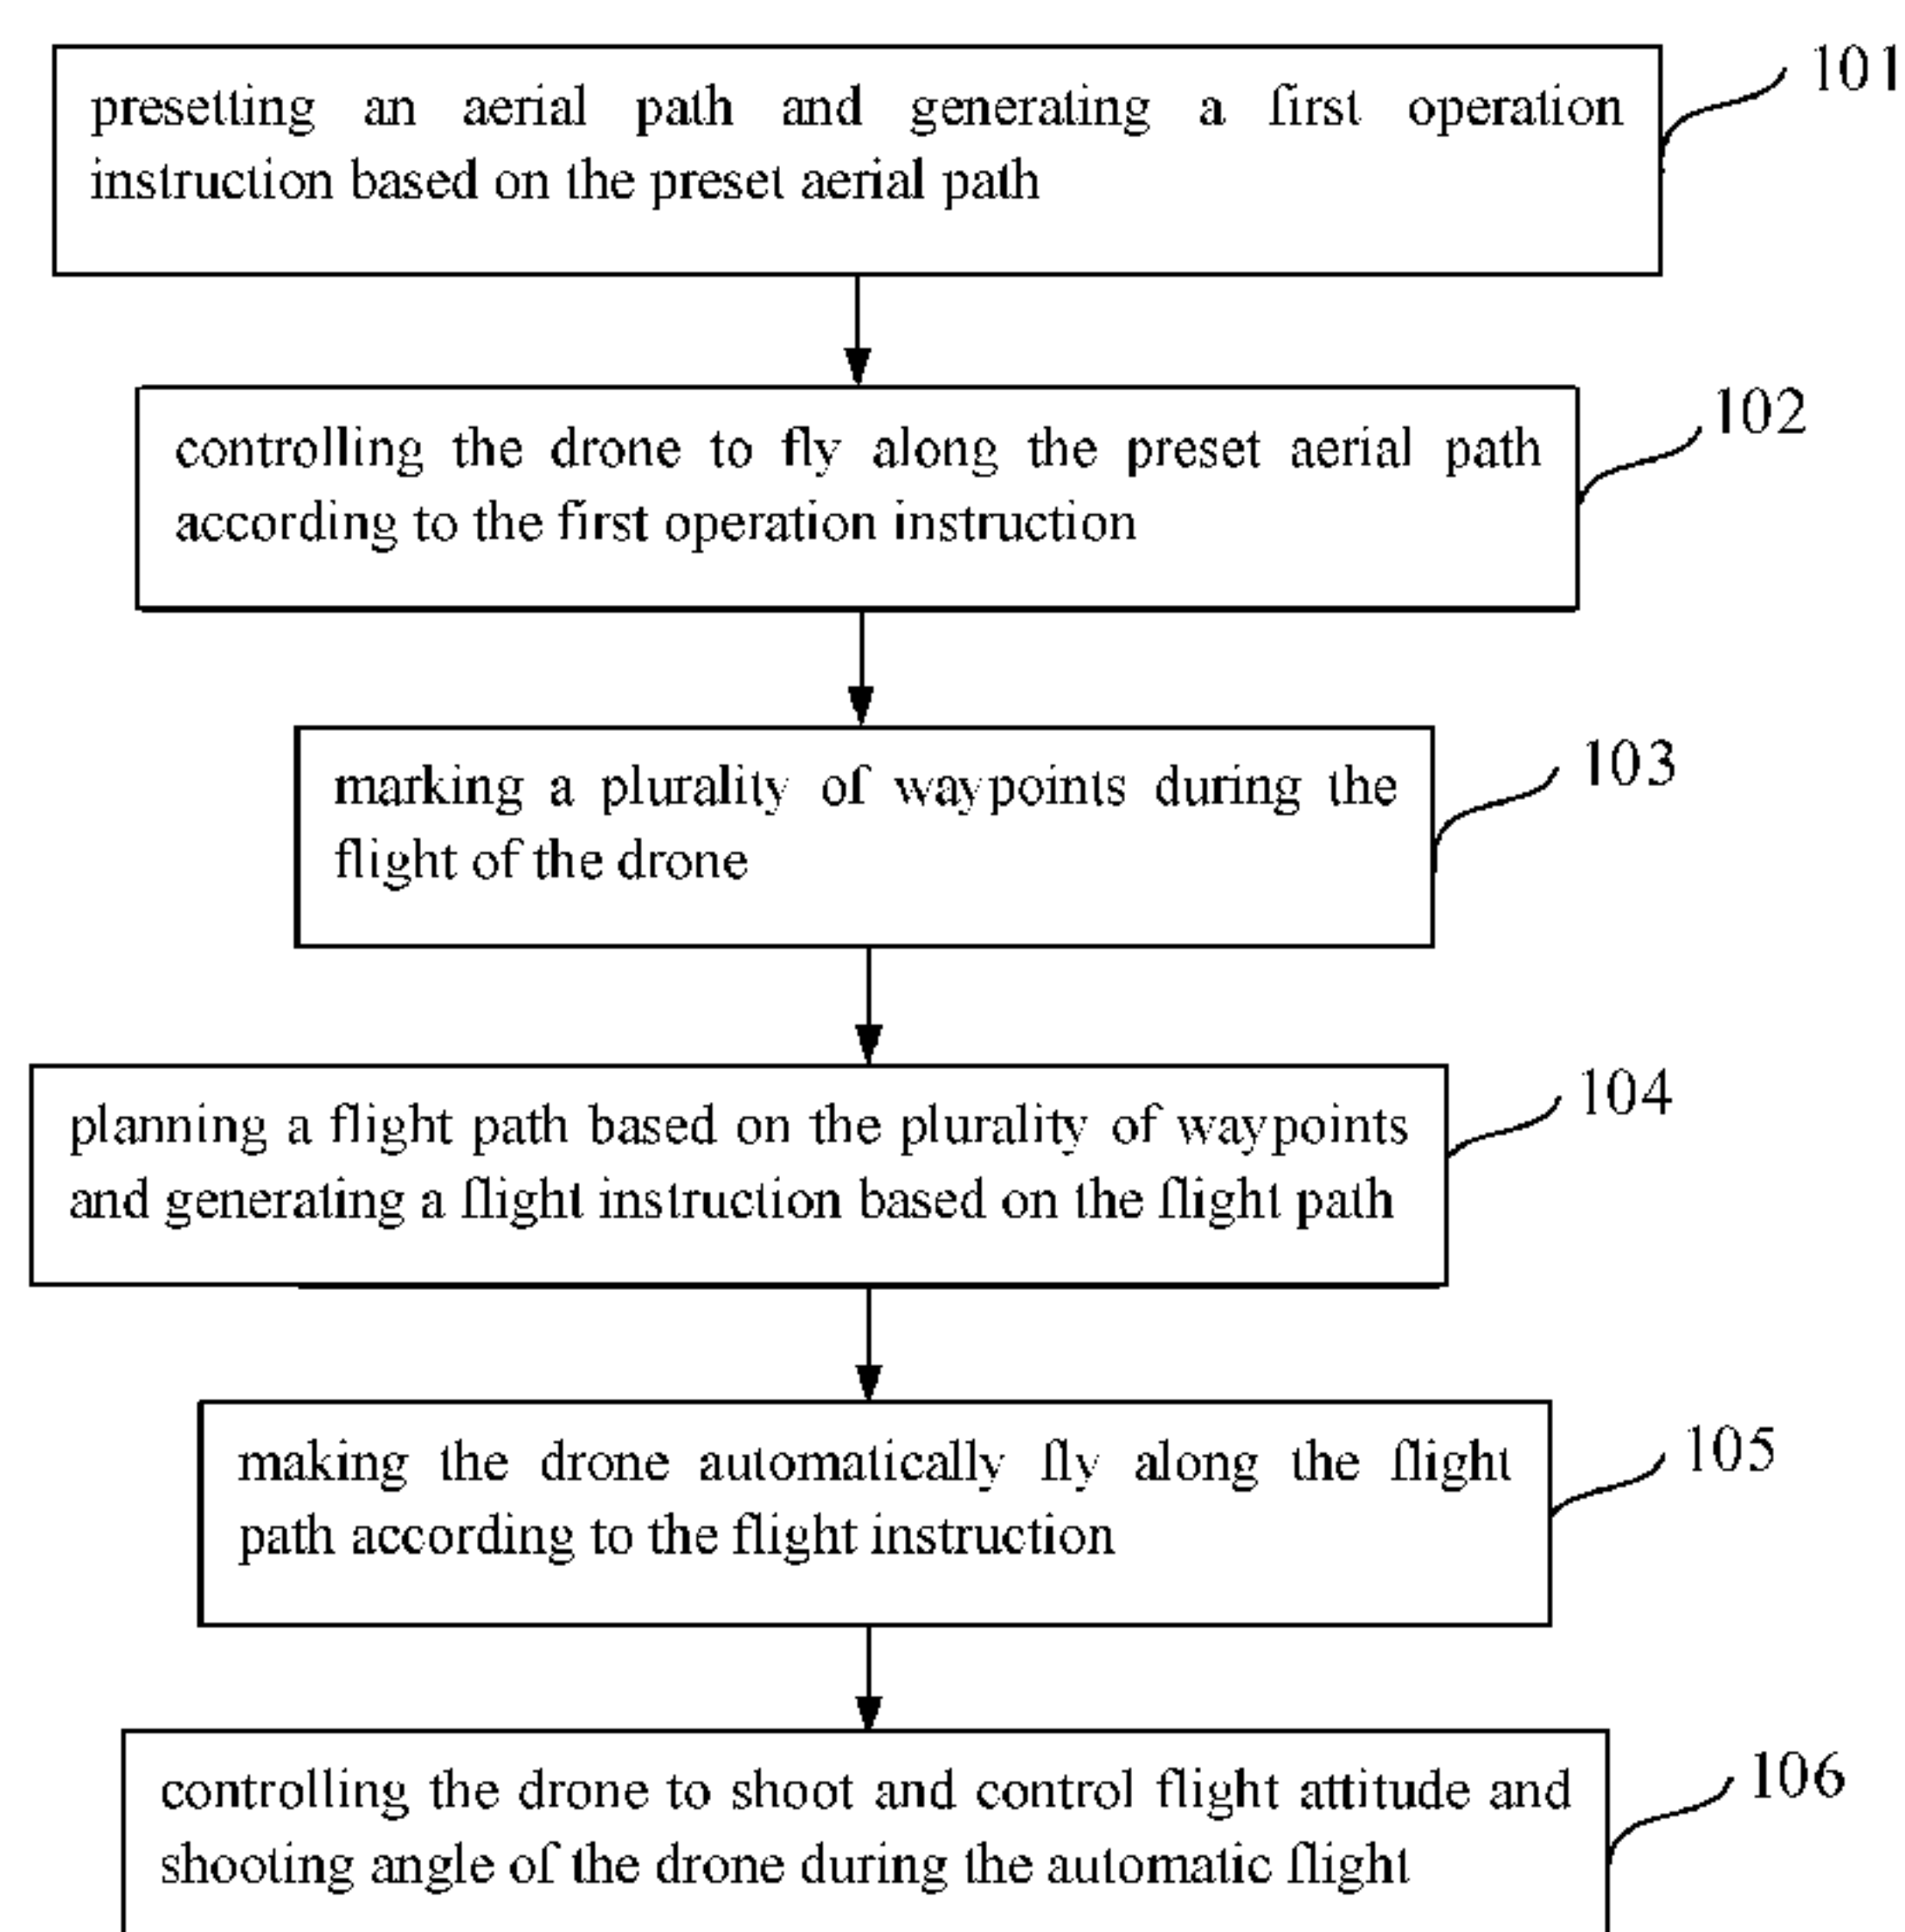 101
presetting an aerial path and generating a first operation
instruction based on the preset aerial path
102
controlling the drone to fly along the preset aerial path
according to the first operation instruction
103
marking a plurality of waypoints during the
flight of the drone
104
planning a flight path based on the plurality of waypoints
and generating a flight instruction based on the flight path
105
making the drone automatically fly along the flight
path according to the flight instruction
106
controlling the drone to shoot and control flight attitude and
shooting angle of the drone during the automatic flight